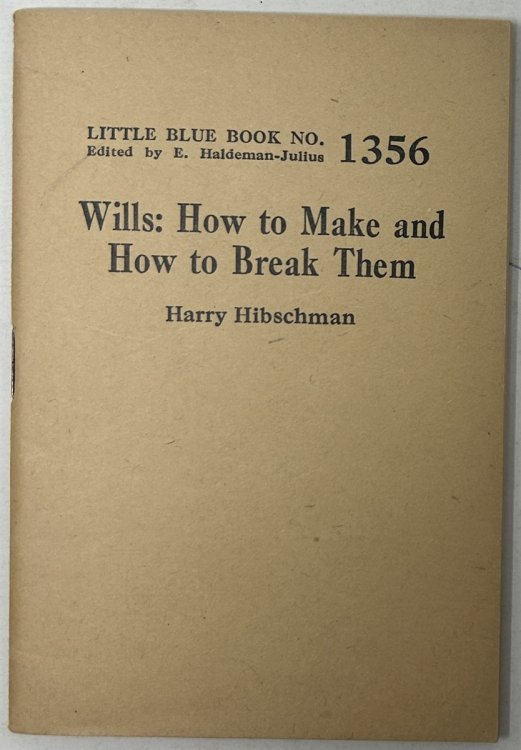 LITTLE BLUE BOOK NO. 1356
Edited by E. Haldeman-Julius
Wills: How to Make and
How to Break Them
Harry Hibschman